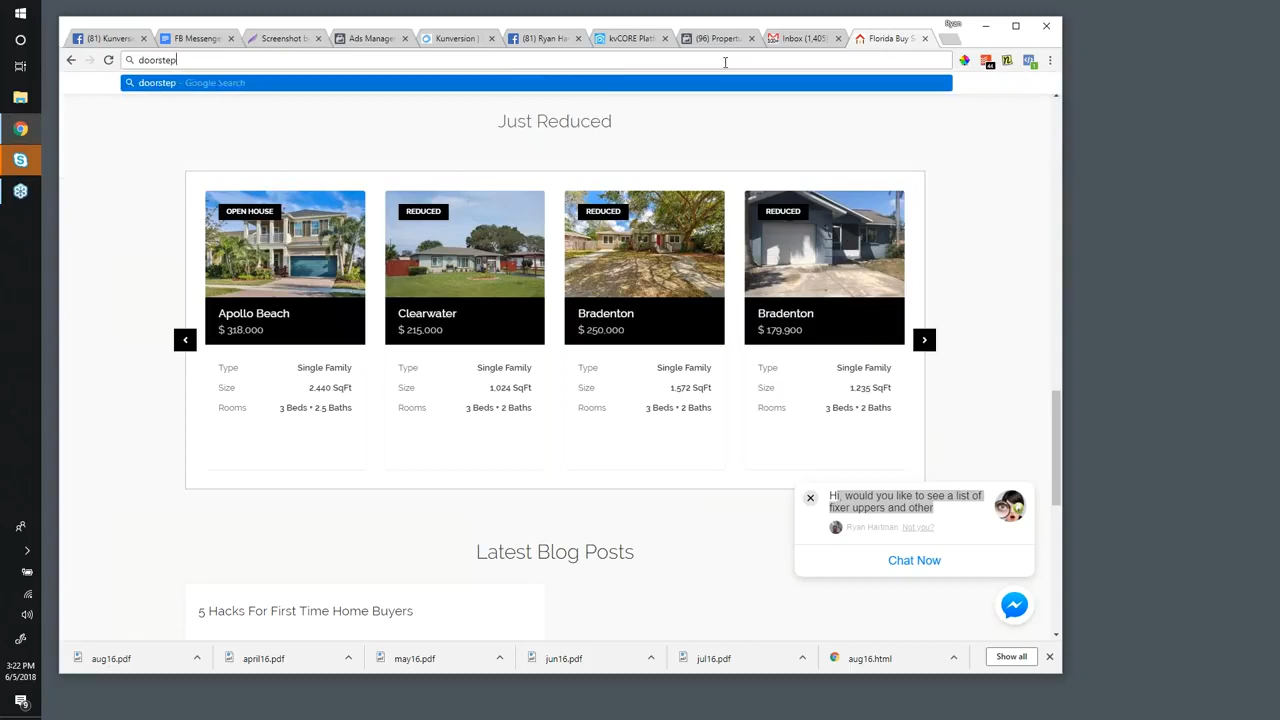 Ryan
(81) Kunversi
FB Messenge
Screenshot b
Ads Manage
Kunversion |
(81) Ryan Ha
kvCORE Platf
(96) Propertu
Inbox (1,405
Florida Buy S
doorstep
doorstep - Google Search
Just Reduced
OPEN HOUSE
Apollo Beach
$ 318,000
Type Single Family
Size 2,440 SqFt
Rooms 3 Beds • 2.5 Baths
REDUCED
Clearwater
$ 215,000
Type Single Family
Size 1,024 SqFt
Rooms 3 Beds • 2 Baths
REDUCED
Bradenton
$ 250,000
Type Single Family
Size 1,572 SqFt
Rooms 3 Beds • 2 Baths
REDUCED
Bradenton
$ 179,900
Type Single Family
Size 1,235 SqFt
Rooms 3 Beds • 2 Baths
Hi, would you like to see a list of
fixer uppers and other
Ryan Hartman Not you?
Chat Now
Latest Blog Posts
5 Hacks For First Time Home Buyers
aug16.pdf
april16.pdf
may16.pdf
jun16.pdf
jul16.pdf
aug16.html
Show all
3:22 PM
6/5/2018